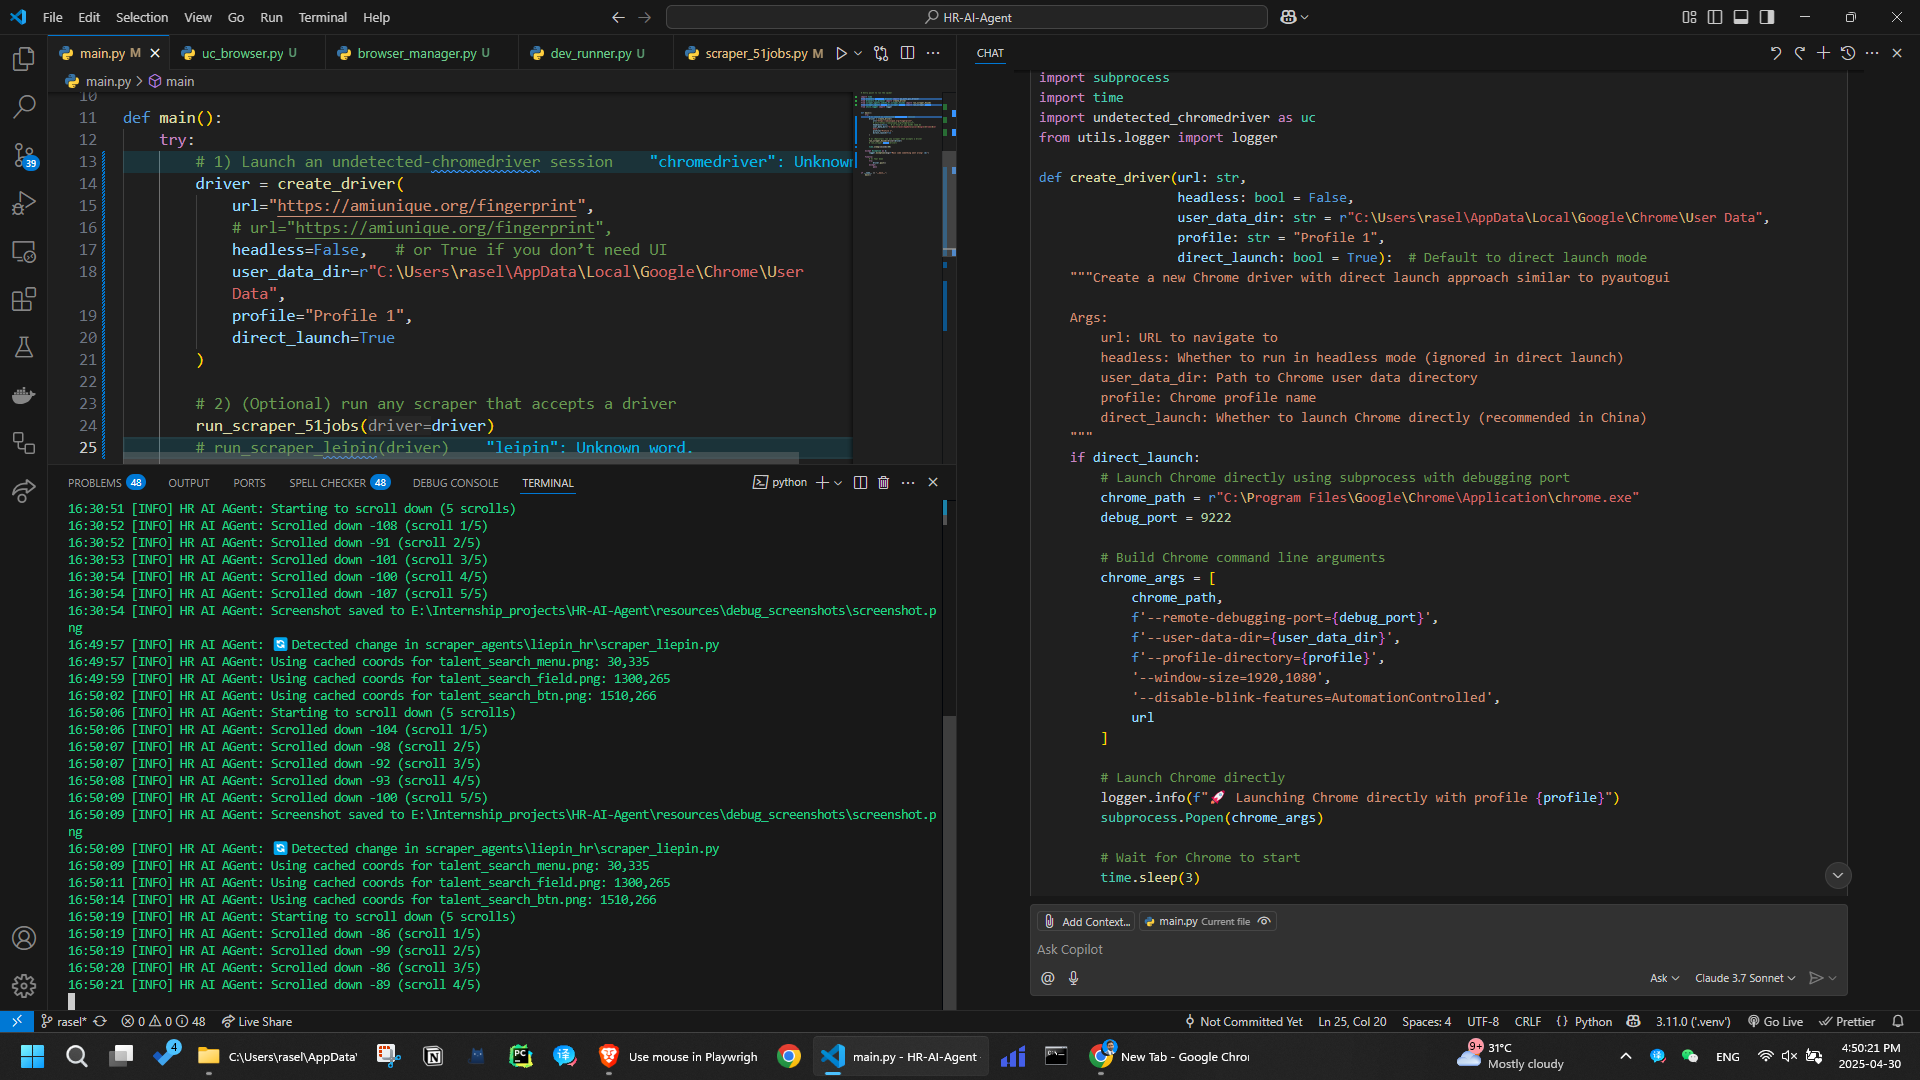 File Edit Selection View Go Run Terminal Help
HR-AI-Agent
main.py M
uc_browser.py U
browser_manager.py U
dev_runner.py U
scraper_51jobs.py M
main.py > main
10
11 def main():
12 try:
13 # 1) Launch an undetected-chromedriver session "chromedriver": Unknown
14 driver = create_driver(
15 url="https://amiunique.org/fingerprint",
16 # url="https://amiunique.org/fingerprint",
17 headless=False, # or True if you don’t need UI
18 user_data_dir=r"C:\Users\rasel\AppData\Local\Google\Chrome\User
Data",
19 profile="Profile 1",
20 direct_launch=True
21 )
22
23 # 2) (Optional) run any scraper that accepts a driver
24 run_scraper_51jobs(driver=driver)
25 # run_scraper_leipin(driver) "leipin": Unknown word.
PROBLEMS 48 OUTPUT PORTS SPELL CHECKER 48 DEBUG CONSOLE TERMINAL
python
16:30:51 [INFO] HR AI AGent: Starting to scroll down (5 scrolls)
16:30:52 [INFO] HR AI AGent: Scrolled down -108 (scroll 1/5)
16:30:52 [INFO] HR AI AGent: Scrolled down -91 (scroll 2/5)
16:30:53 [INFO] HR AI AGent: Scrolled down -101 (scroll 3/5)
16:30:54 [INFO] HR AI AGent: Scrolled down -100 (scroll 4/5)
16:30:54 [INFO] HR AI AGent: Scrolled down -107 (scroll 5/5)
16:30:54 [INFO] HR AI AGent: Screenshot saved to E:\Internship_projects\HR-AI-Agent\resources\debug_screenshots\screenshot.p
ng
16:49:57 [INFO] HR AI AGent: 🔄 Detected change in scraper_agents\liepin_hr\scraper_liepin.py
16:49:57 [INFO] HR AI AGent: Using cached coords for talent_search_menu.png: 30,335
16:49:59 [INFO] HR AI AGent: Using cached coords for talent_search_field.png: 1300,265
16:50:02 [INFO] HR AI AGent: Using cached coords for talent_search_btn.png: 1510,266
16:50:06 [INFO] HR AI AGent: Starting to scroll down (5 scrolls)
16:50:06 [INFO] HR AI AGent: Scrolled down -104 (scroll 1/5)
16:50:07 [INFO] HR AI AGent: Scrolled down -98 (scroll 2/5)
16:50:07 [INFO] HR AI AGent: Scrolled down -92 (scroll 3/5)
16:50:08 [INFO] HR AI AGent: Scrolled down -93 (scroll 4/5)
16:50:09 [INFO] HR AI AGent: Scrolled down -100 (scroll 5/5)
16:50:09 [INFO] HR AI AGent: Screenshot saved to E:\Internship_projects\HR-AI-Agent\resources\debug_screenshots\screenshot.p
ng
16:50:09 [INFO] HR AI AGent: 🔄 Detected change in scraper_agents\liepin_hr\scraper_liepin.py
16:50:09 [INFO] HR AI AGent: Using cached coords for talent_search_menu.png: 30,335
16:50:11 [INFO] HR AI AGent: Using cached coords for talent_search_field.png: 1300,265
16:50:14 [INFO] HR AI AGent: Using cached coords for talent_search_btn.png: 1510,266
16:50:19 [INFO] HR AI AGent: Starting to scroll down (5 scrolls)
16:50:19 [INFO] HR AI AGent: Scrolled down -86 (scroll 1/5)
16:50:19 [INFO] HR AI AGent: Scrolled down -99 (scroll 2/5)
16:50:20 [INFO] HR AI AGent: Scrolled down -86 (scroll 3/5)
16:50:21 [INFO] HR AI AGent: Scrolled down -89 (scroll 4/5)
39
CHAT
import subprocess
import time
import undetected_chromedriver as uc
from utils.logger import logger
def create_driver(url: str,
headless: bool = False,
user_data_dir: str = r"C:\Users\rasel\AppData\Local\Google\Chrome\User Data",
profile: str = "Profile 1",
direct_launch: bool = True): # Default to direct launch mode
"""Create a new Chrome driver with direct launch approach similar to pyautogui
Args:
url: URL to navigate to
headless: Whether to run in headless mode (ignored in direct launch)
user_data_dir: Path to Chrome user data directory
profile: Chrome profile name
direct_launch: Whether to launch Chrome directly (recommended in China)
"""
if direct_launch:
# Launch Chrome directly using subprocess with debugging port
chrome_path = r"C:\Program Files\Google\Chrome\Application\chrome.exe"
debug_port = 9222
# Build Chrome command line arguments
chrome_args = [
chrome_path,
f'--remote-debugging-port={debug_port}',
f'--user-data-dir={user_data_dir}',
f'--profile-directory={profile}',
'--window-size=1920,1080',
'--disable-blink-features=AutomationControlled',
url
]
# Launch Chrome directly
logger.info(f"🚀 Launching Chrome directly with profile {profile}")
subprocess.Popen(chrome_args)
# Wait for Chrome to start
time.sleep(3)
Add Context... main.py Current file
Ask Copilot
@ Ask Claude 3.7 Sonnet
rasel* 0 0 48 Live Share
Not Committed Yet Ln 25, Col 20 Spaces: 4 UTF-8 CRLF {} Python 3.11.0 ('.venv') Go Live Prettier
4
C:\Users\rasel\AppData'
PC
Use mouse in Playwrigh
main.py - HR-AI-Agent
New Tab - Google Chro
9+
31°C
Mostly cloudy
ENG
4:50:21 PM
2025-04-30